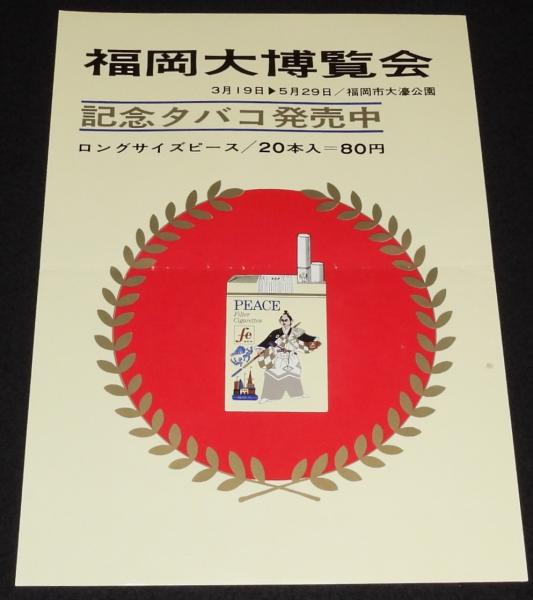 福岡大博覧会
3月19日▶5月29日/福岡市大濠公園
記念タバコ発売中
ロングサイズピース/20本入=80円
PEACE
Filter
Cigarettes
fe